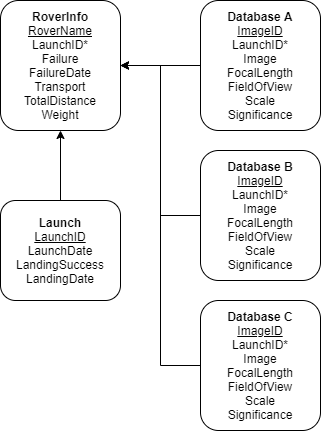 RoverInfo
RoverName
LaunchID*
Failure
FailureDate
Transport
TotalDistance
Weight
Launch
LaunchID
LaunchDate
LandingSuccess
LandingDate
Database A
ImageID
LaunchID*
Image
FocalLength
FieldOfView
Scale
Significance
Database B
ImageID
LaunchID*
Image
FocalLength
FieldOfView
Scale
Significance
Database C
ImageID
LaunchID*
Image
FocalLength
FieldOfView
Scale
Significance